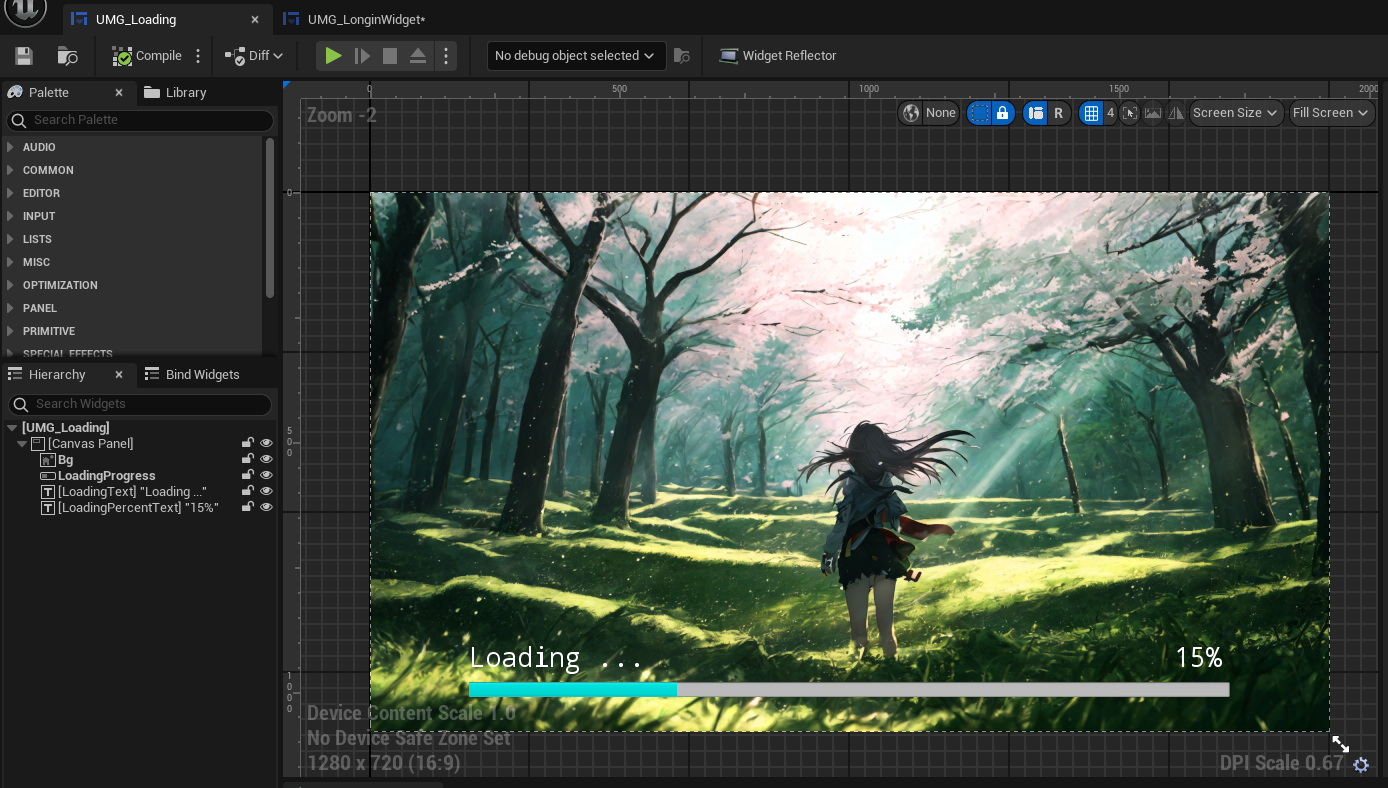 UMG_Loading
UMG_LonginWidget*
Compile
Diff
No debug object selected
Widget Reflector
Palette
Library
Search Palette
AUDIO
COMMON
EDITOR
INPUT
LISTS
MISC
OPTIMIZATION
PANEL
PRIMITIVE
SPECIAL EFFECTS
Hierarchy
Bind Widgets
Search Widgets
[UMG_Loading]
[Canvas Panel]
Bg
LoadingProgress
[LoadingText] "Loading ..."
[LoadingPercentText] "15%"
0 500 1000 1500 2000
Zoom -2
None
R
4
Screen Size
Fill Screen
0
500
1000
Loading ...
15%
Device Content Scale 1.0
No Device Safe Zone Set
1280 x 720 (16:9)
DPI Scale 0.67